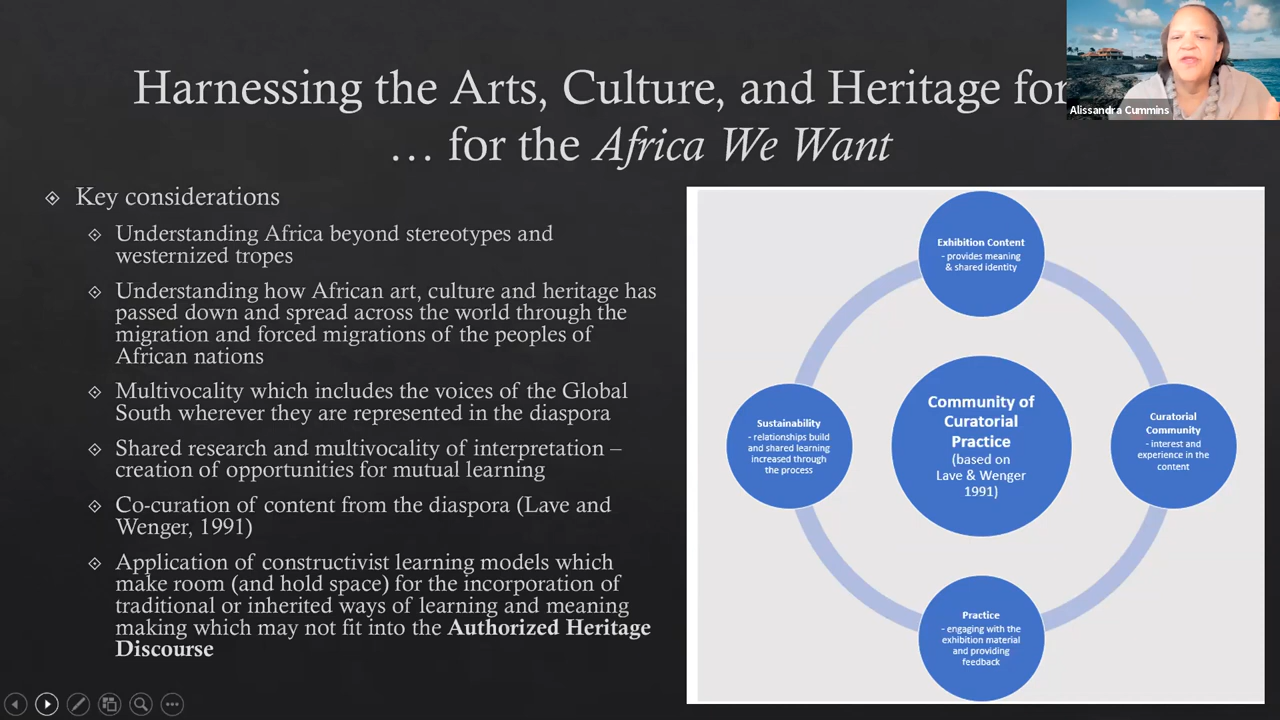 Harnessing the Arts, Culture, and Heritage for
… for the Africa We Want
Alissandra Cummins
Key considerations
Understanding Africa beyond stereotypes and
westernized tropes
Understanding how African art, culture and heritage has
passed down and spread across the world through the
migration and forced migrations of the peoples of
African nations
Multivocality which includes the voices of the Global
South wherever they are represented in the diaspora
Shared research and multivocality of interpretation –
creation of opportunities for mutual learning
Co-curation of content from the diaspora (Lave and
Wenger, 1991)
Application of constructivist learning models which
make room (and hold space) for the incorporation of
traditional or inherited ways of learning and meaning
making which may not fit into the Authorized Heritage
Discourse
Exhibition Content
- provides meaning
& shared identity
Community of
Curatorial
Practice
(based on
Lave & Wenger
1991)
Sustainability
- relationships build
and shared learning
increased through
the process
Curatorial
Community
- interest and
experience in the
content
Practice
- engaging with the
exhibition material
and providing
feedback